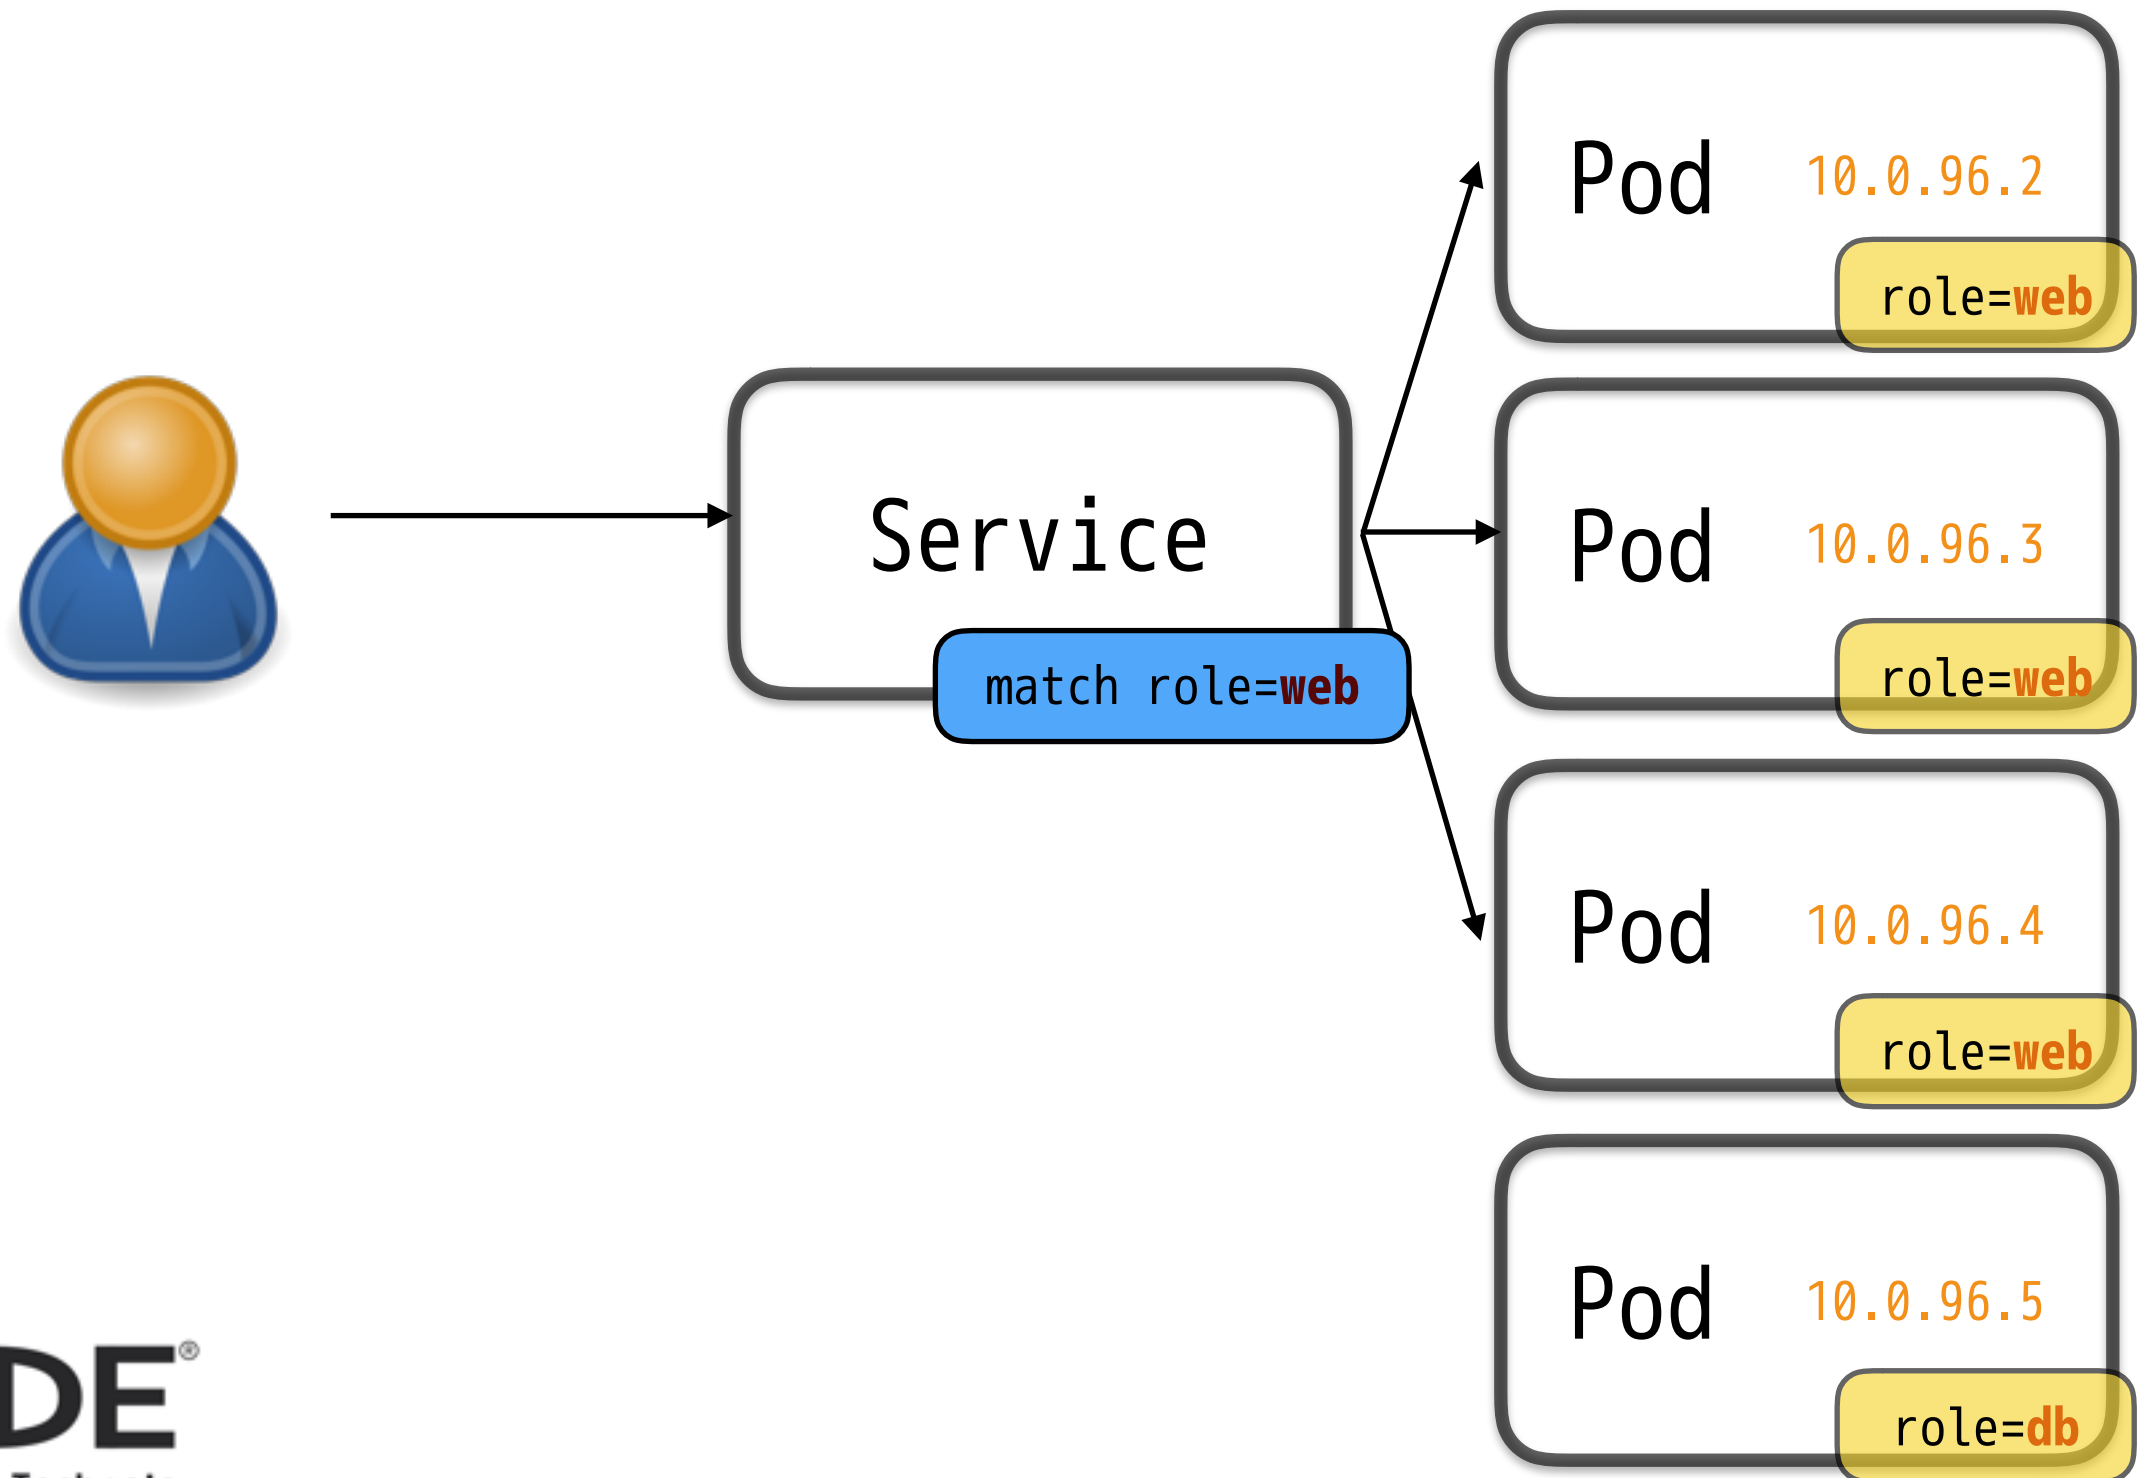 Pod 10.0.96.2
role=web
Service
match role=web
Pod 10.0.96.3
role=web
Pod 10.0.96.4
role=web
Pod 10.0.96.5
role=db
DE®